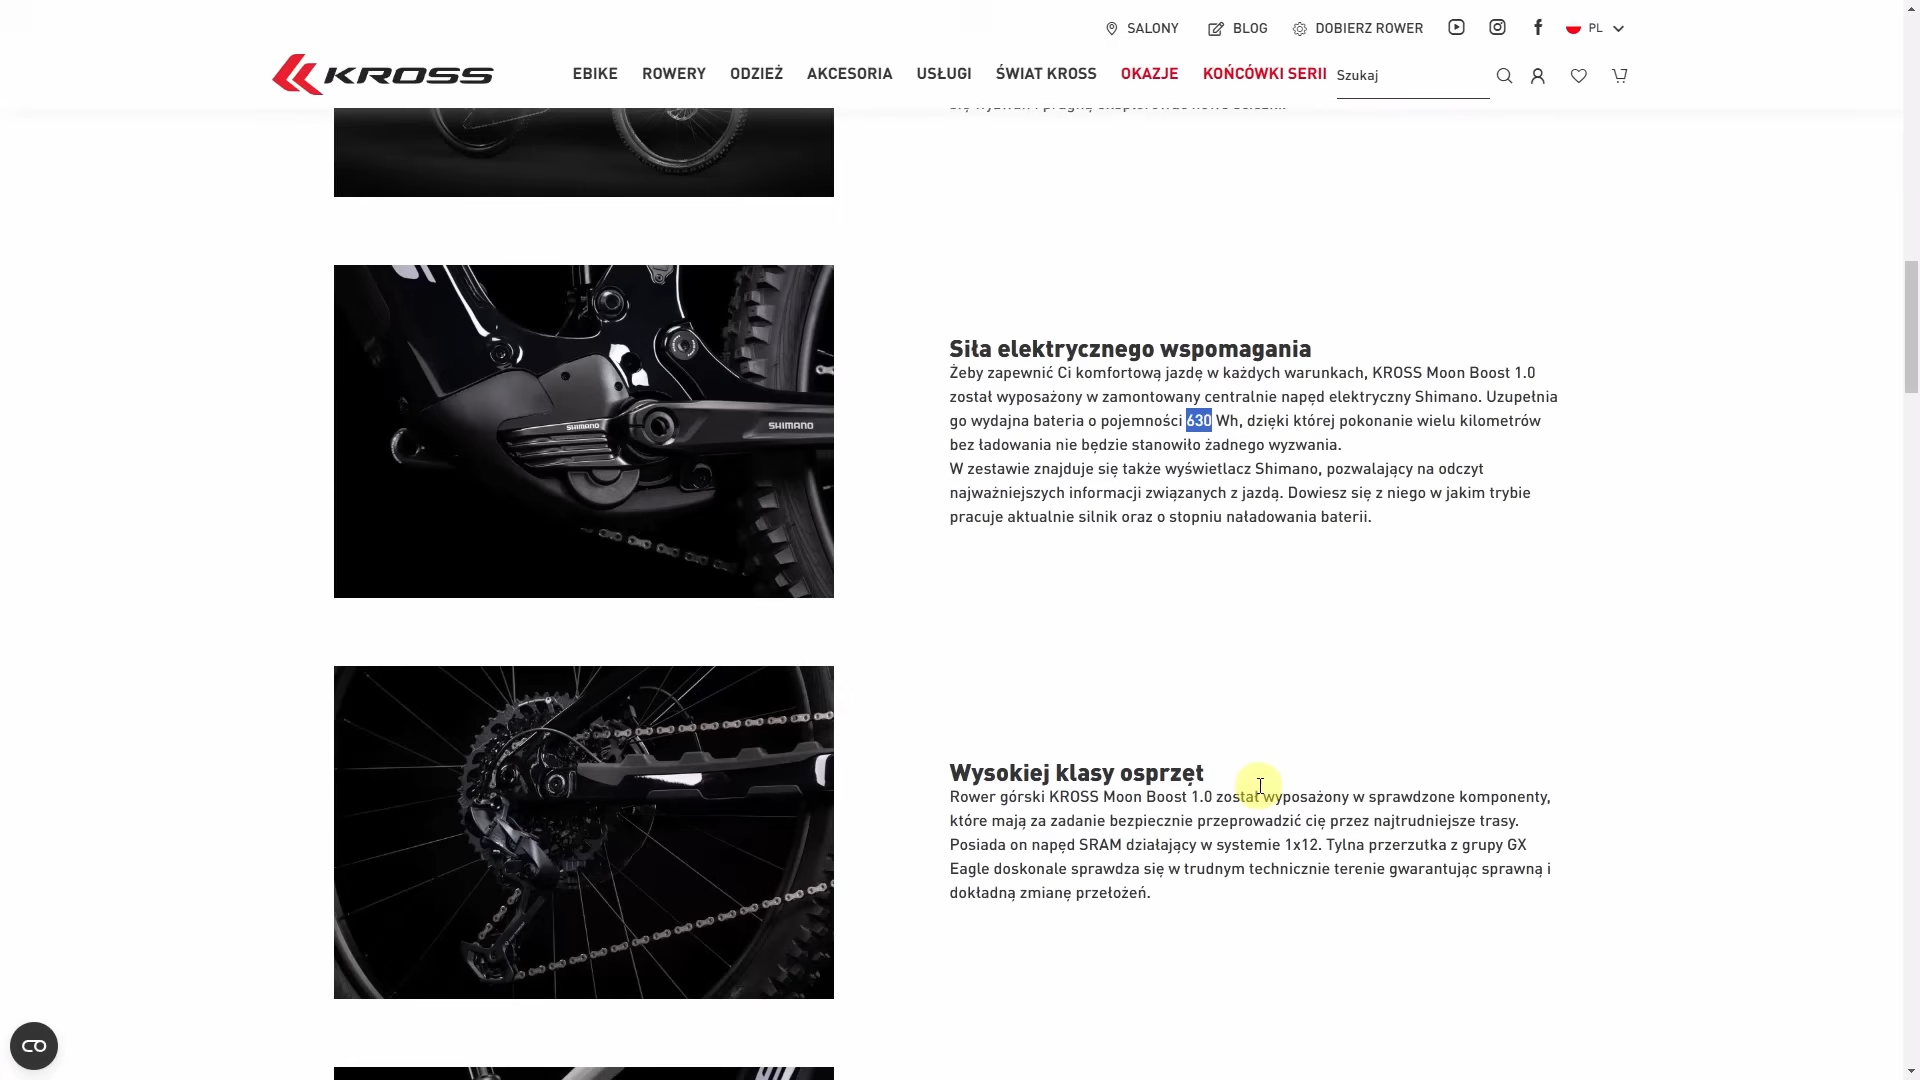 SALONY BLOG DOBIERZ ROWER PL
KROSS EBIKE ROWERY ODZIEŻ AKCESORIA USŁUGI ŚWIAT KROSS OKAZJE KOŃCÓWKI SERII Szukaj
Siła elektrycznego wspomagania
Żeby zapewnić Ci komfortową jazdę w każdych warunkach, KROSS Moon Boost 1.0
został wyposażony w zamontowany centralnie napęd elektryczny Shimano. Uzupełnia
go wydajna bateria o pojemności 630 Wh, dzięki której pokonanie wielu kilometrów
bez ładowania nie będzie stanowiło żadnego wyzwania.
W zestawie znajduje się także wyświetlacz Shimano, pozwalający na odczyt
najważniejszych informacji związanych z jazdą. Dowiesz się z niego w jakim trybie
pracuje aktualnie silnik oraz o stopniu naładowania baterii.
SHIMANO
SHIMANO
Wysokiej klasy osprzęt
Rower górski KROSS Moon Boost 1.0 został wyposażony w sprawdzone komponenty,
które mają za zadanie bezpiecznie przeprowadzić cię przez najtrudniejsze trasy.
Posiada on napęd SRAM działający w systemie 1x12. Tylna przerzutka z grupy GX
Eagle doskonale sprawdza się w trudnym technicznie terenie gwarantując sprawną i
dokładną zmianę przełożeń.